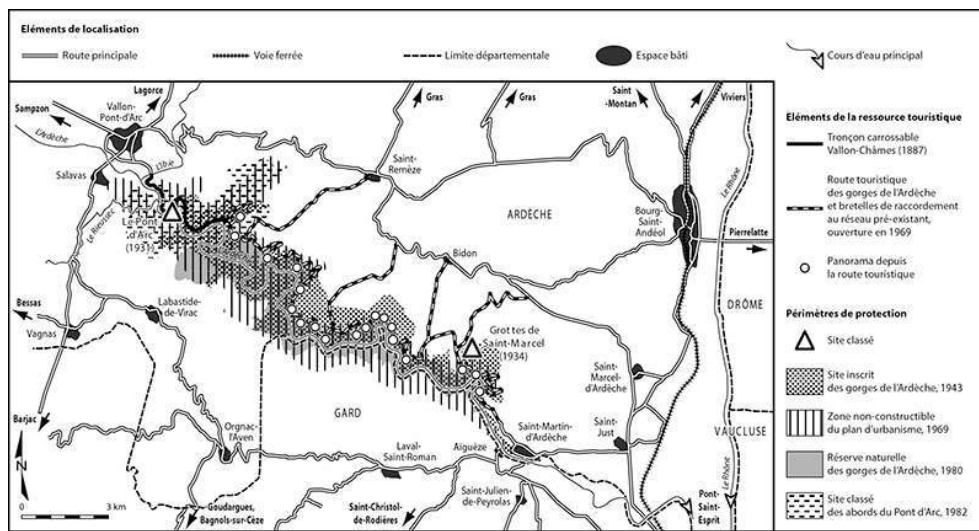 Eléments de localisation
Route principale
Voie ferrée
Limite départementale
Espace bâti
Cours d'eau principal
Lagorce
Sampzon
Vallon-
Pont-d'Arc
L'Ardèche
L'Ibie
Salavas
Le Rieussec
Le Pont
d'Arc
(1931)
Gras
Gras
Saint
-Montan
Viviers
Saint-
Remèze
ARDÈCHE
Bourg-
Saint-
Andéol
Le Rhône
Pierrelatte
Bidon
DRÔME
Bessas
Vagnas
Labastide-
de-Virac
Grottes de
Saint-Marcel
(1934)
Saint-
Marcel-
d'Ardèche
Barjac
GARD
Orgnac-
l'Aven
Laval-
Saint-Roman
Aiguèze
Saint-Martin-
d'Ardèche
Saint-
Just
VAUCLUSE
Le Rhône
N
0
3 km
Goudargues,
Bagnols-sur-Cèze
Saint-Christol-
de-Rodières
Saint-Julien-
de-Peyrolas
Pont-
Saint-
Esprit
Eléments de la ressource touristique
Tronçon carrossable
Vallon-Châmes (1887)
Route touristique
des gorges de l'Ardèche
et bretelles de raccordement
au réseau pré-existant,
ouverture en 1969
Panorama depuis
la route touristique
Périmètres de protection
Site classé
Site inscrit
des gorges de l'Ardèche, 1943
Zone non-constructible
du plan d'urbanisme, 1969
Réserve naturelle
des gorges de l'Ardèche, 1980
Site classé
des abords du Pont d'Arc, 1982